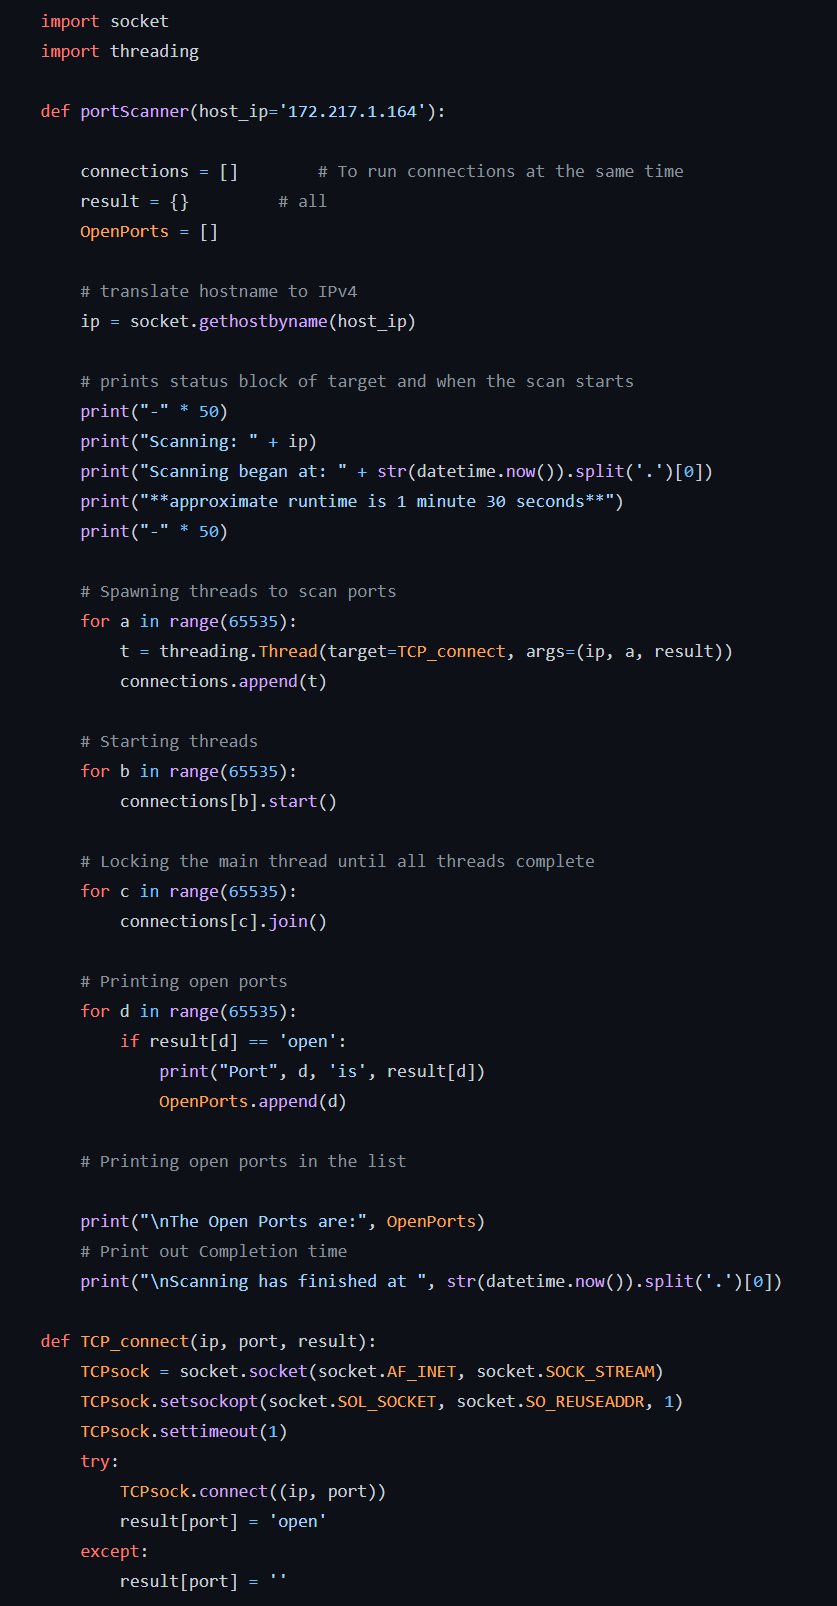 import socket
import threading

def portScanner(host_ip='172.217.1.164'):

    connections = []        # To run connections at the same time
    result = {}         # all
    OpenPorts = []

    # translate hostname to IPv4
    ip = socket.gethostbyname(host_ip)

    # prints status block of target and when the scan starts
    print("-" * 50)
    print("Scanning: " + ip)
    print("Scanning began at: " + str(datetime.now()).split('.')[0])
    print("**approximate runtime is 1 minute 30 seconds**")
    print("-" * 50)

    # Spawning threads to scan ports
    for a in range(65535):
        t = threading.Thread(target=TCP_connect, args=(ip, a, result))
        connections.append(t)

    # Starting threads
    for b in range(65535):
        connections[b].start()

    # Locking the main thread until all threads complete
    for c in range(65535):
        connections[c].join()

    # Printing open ports
    for d in range(65535):
        if result[d] == 'open':
            print("Port", d, 'is', result[d])
            OpenPorts.append(d)

    # Printing open ports in the list

    print("\nThe Open Ports are:", OpenPorts)
    # Print out Completion time
    print("\nScanning has finished at ", str(datetime.now()).split('.')[0])

def TCP_connect(ip, port, result):
    TCPsock = socket.socket(socket.AF_INET, socket.SOCK_STREAM)
    TCPsock.setsockopt(socket.SOL_SOCKET, socket.SO_REUSEADDR, 1)
    TCPsock.settimeout(1)
    try:
        TCPsock.connect((ip, port))
        result[port] = 'open'
    except:
        result[port] = ''